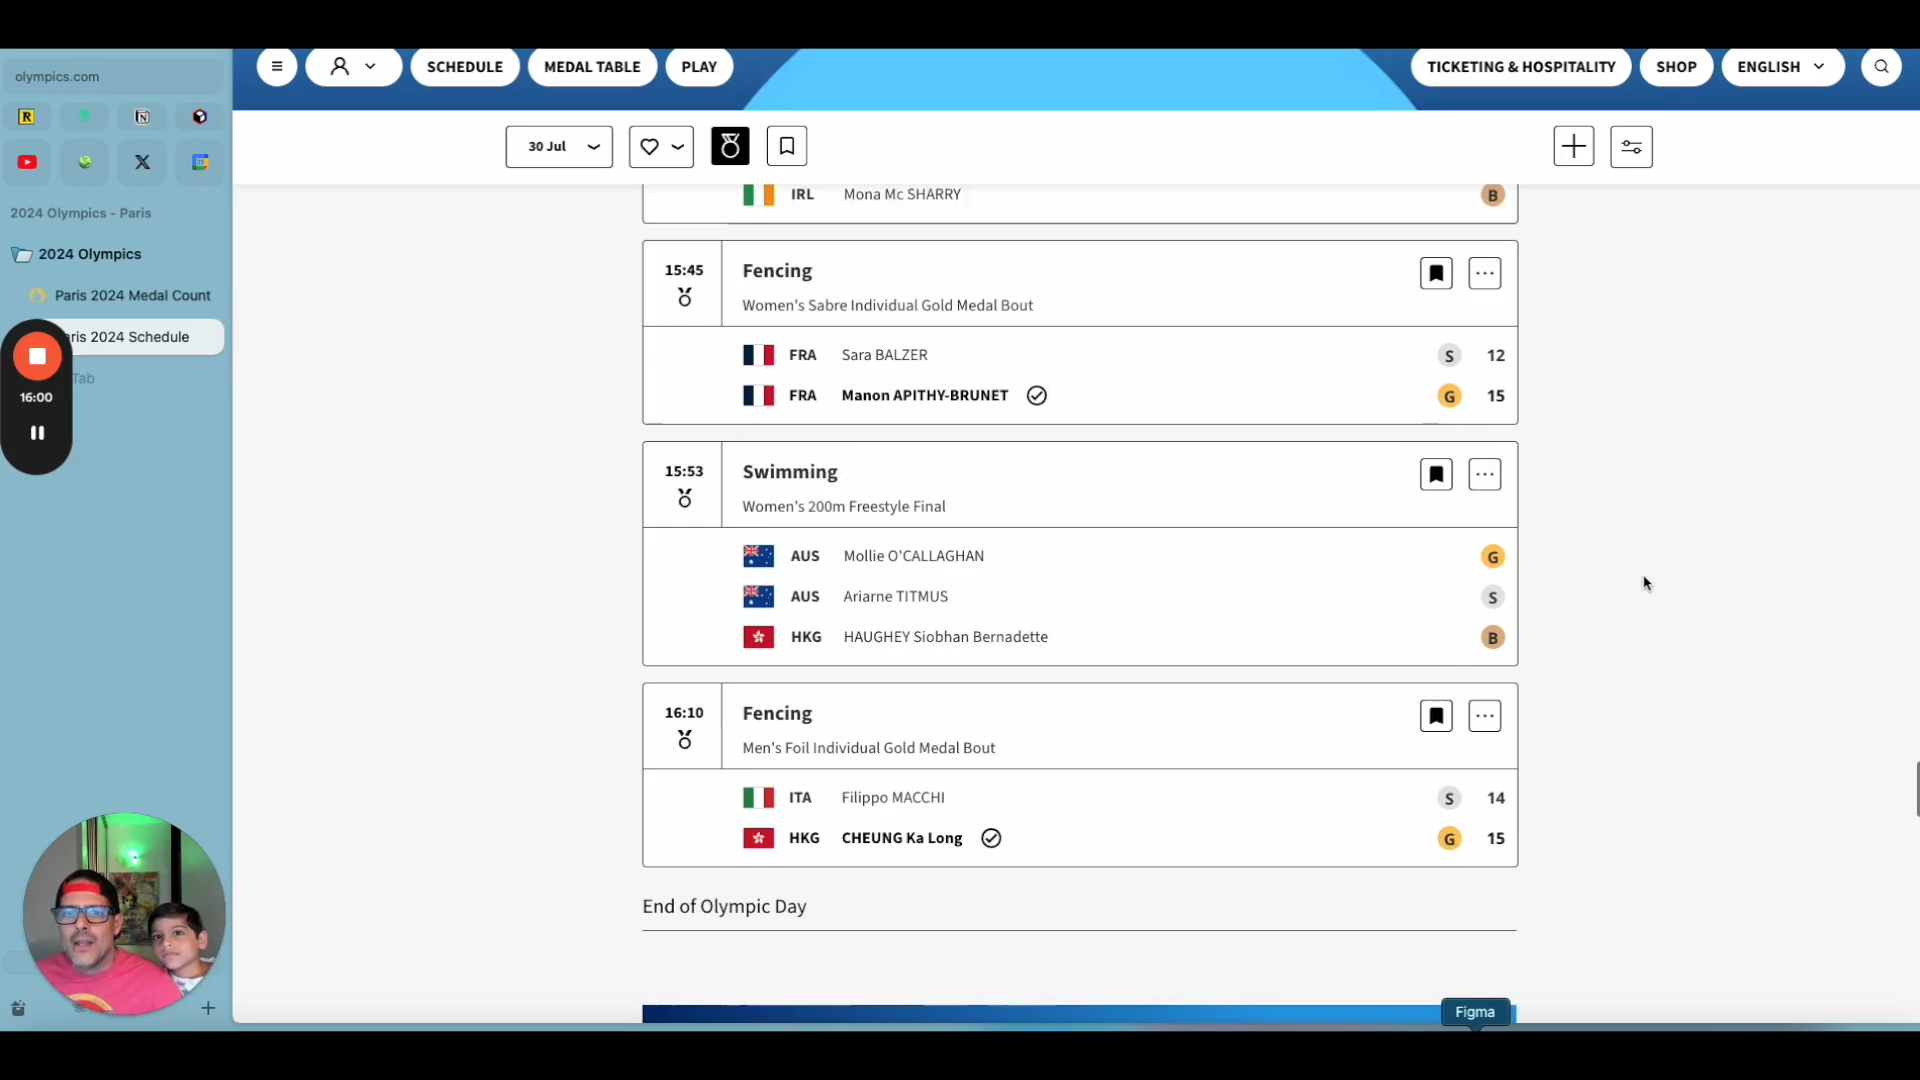 olympics.com
SCHEDULE
MEDAL TABLE
PLAY
TICKETING & HOSPITALITY
SHOP
ENGLISH
R
N
X
30 Jul
2024 Olympics - Paris
2024 Olympics
Paris 2024 Medal Count
aris 2024 Schedule
Tab
16:00
IRL Mona Mc SHARRY B
15:45 Fencing
Women's Sabre Individual Gold Medal Bout
FRA Sara BALZER S 12
FRA Manon APITHY-BRUNET G 15
15:53 Swimming
Women's 200m Freestyle Final
AUS Mollie O'CALLAGHAN G
AUS Ariarne TITMUS S
HKG HAUGHEY Siobhan Bernadette B
16:10 Fencing
Men's Foil Individual Gold Medal Bout
ITA Filippo MACCHI S 14
HKG CHEUNG Ka Long G 15
End of Olympic Day
Figma